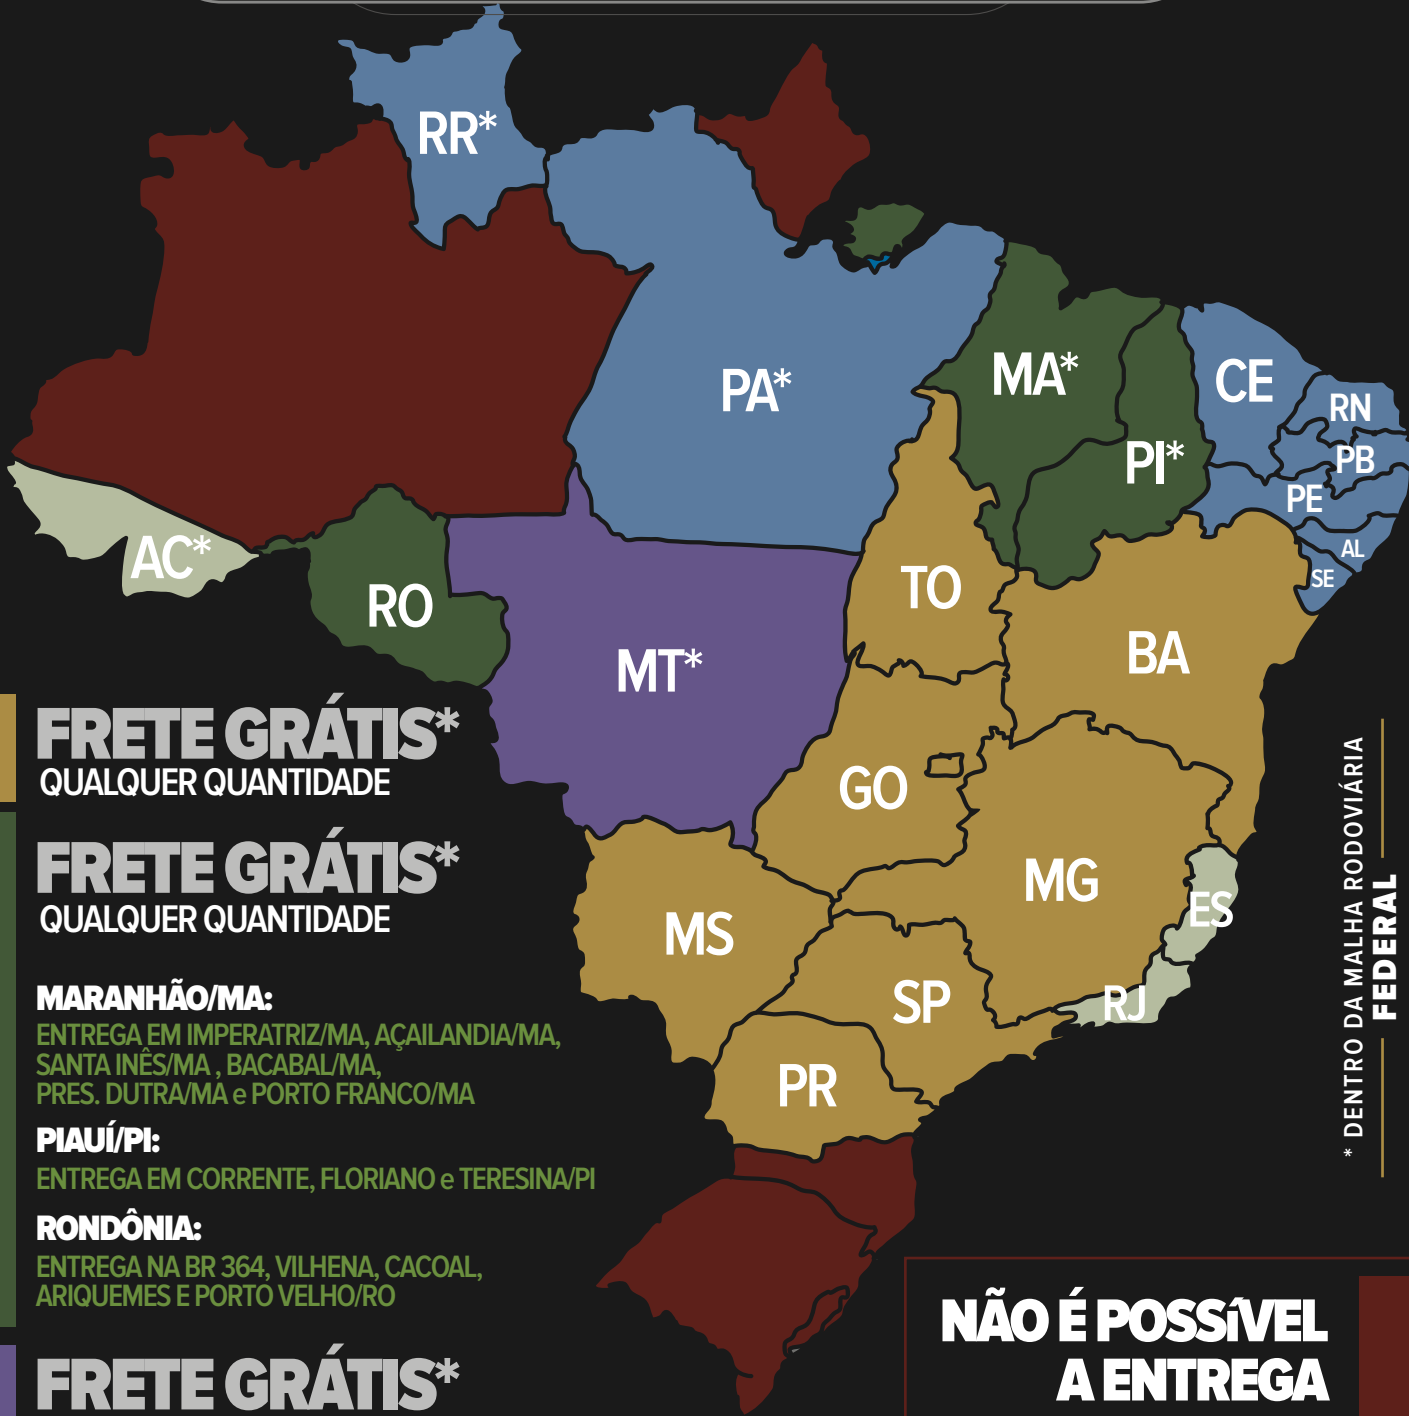 RR*
PA*
MA*
CE
RN
PI*
PB
PE
AL
SE
AC*
RO
TO
MT*
BA
GO
MG
ES
MS
SP
RJ
PR
FRETE GRÁTIS*
QUALQUER QUANTIDADE
FRETE GRÁTIS*
QUALQUER QUANTIDADE
MARANHÃO/MA:
ENTREGA EM IMPERATRIZ/MA, AÇAILANDIA/MA,
SANTA INÊS/MA , BACABAL/MA,
PRES. DUTRA/MA e PORTO FRANCO/MA
PIAUÍ/PI:
ENTREGA EM CORRENTE, FLORIANO e TERESINA/PI
RONDÔNIA:
ENTREGA NA BR 364, VILHENA, CACOAL,
ARIQUEMES E PORTO VELHO/RO
FRETE GRÁTIS*
* DENTRO DA MALHA RODOVIÁRIA
FEDERAL
NÃO É POSSíVEL
A ENTREGA